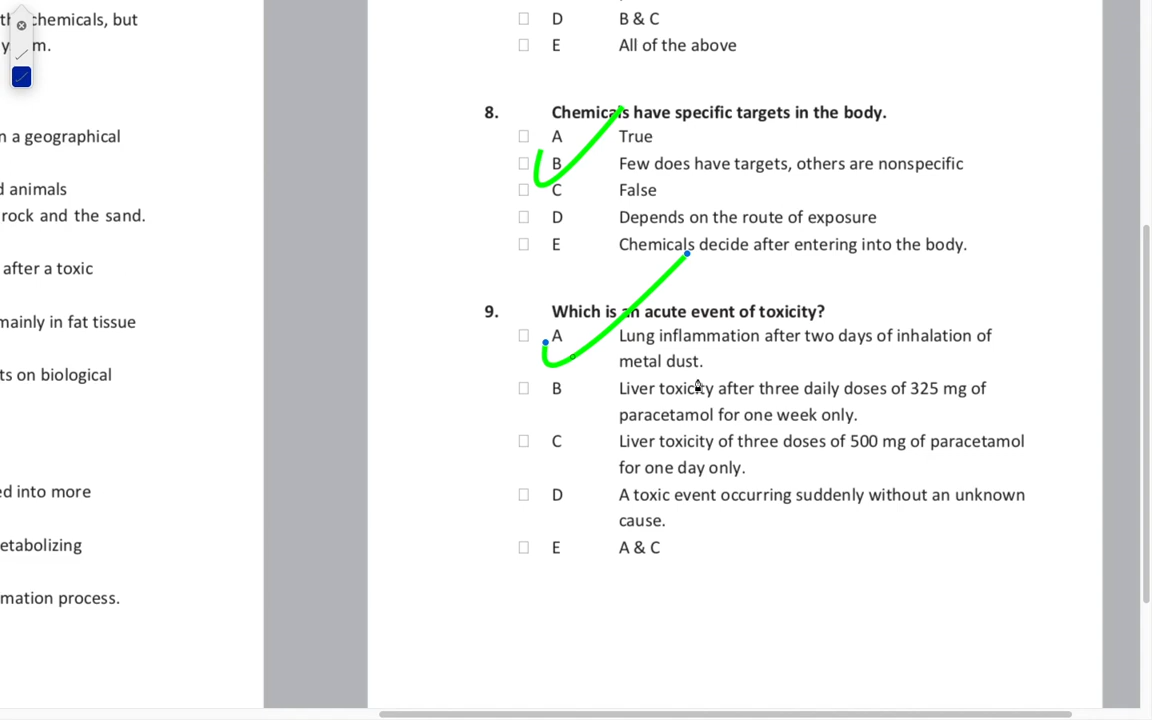 th chemicals, but
y m.
n a geographical
d animals
rock and the sand.
after a toxic
mainly in fat tissue
ts on biological
ed into more
etabolizing
mation process.
D B & C
E All of the above
8. Chemicals have specific targets in the body.
A True
B Few does have targets, others are nonspecific
C False
D Depends on the route of exposure
E Chemicals decide after entering into the body.
9. Which is an acute event of toxicity?
A Lung inflammation after two days of inhalation of
metal dust.
B Liver toxicity after three daily doses of 325 mg of
paracetamol for one week only.
C Liver toxicity of three doses of 500 mg of paracetamol
for one day only.
D A toxic event occurring suddenly without an unknown
cause.
E A & C